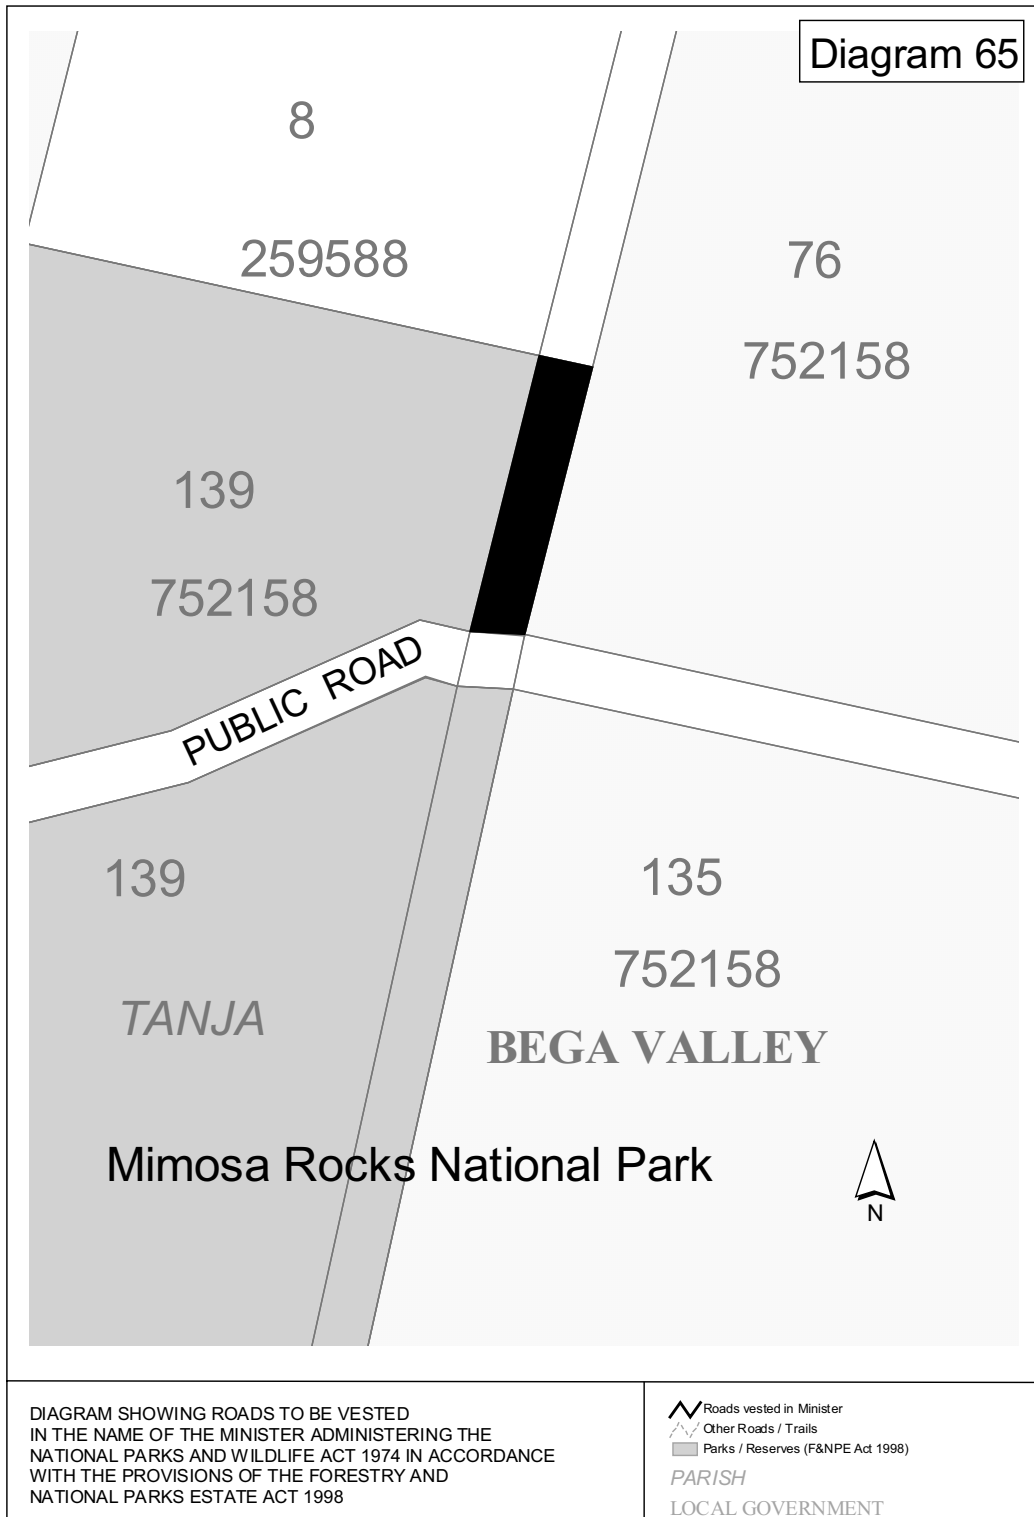 Diagram 65
8
259588
76
752158
139
752158
PUBLIC ROAD
139
135
752158
TANJA
BEGA VALLEY
Mimosa Rocks National Park
N
DIAGRAM SHOWING ROADS TO BE VESTED
IN THE NAME OF THE MINISTER ADMINISTERING THE
NATIONAL PARKS AND WILDLIFE ACT 1974 IN ACCORDANCE
WITH THE PROVISIONS OF THE FORESTRY AND
NATIONAL PARKS ESTATE ACT 1998
Roads vested in Minister
Other Roads / Trails
Parks / Reserves (F&NPE Act 1998)
PARISH
LOCAL GOVERNMENT